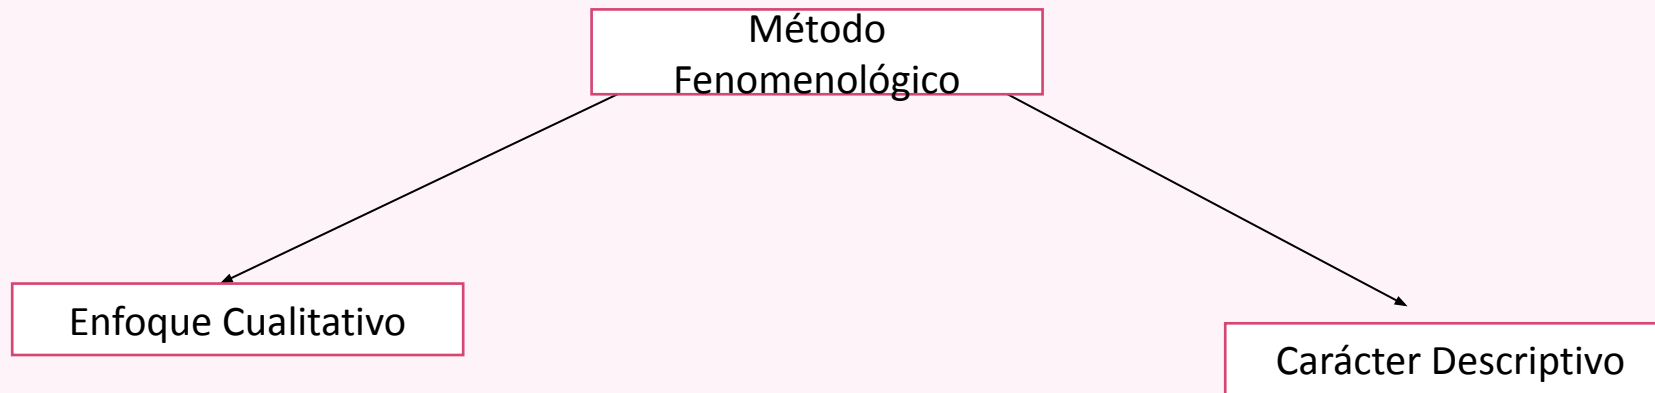 Método
Fenomenológico
Enfoque Cualitativo
Carácter Descriptivo